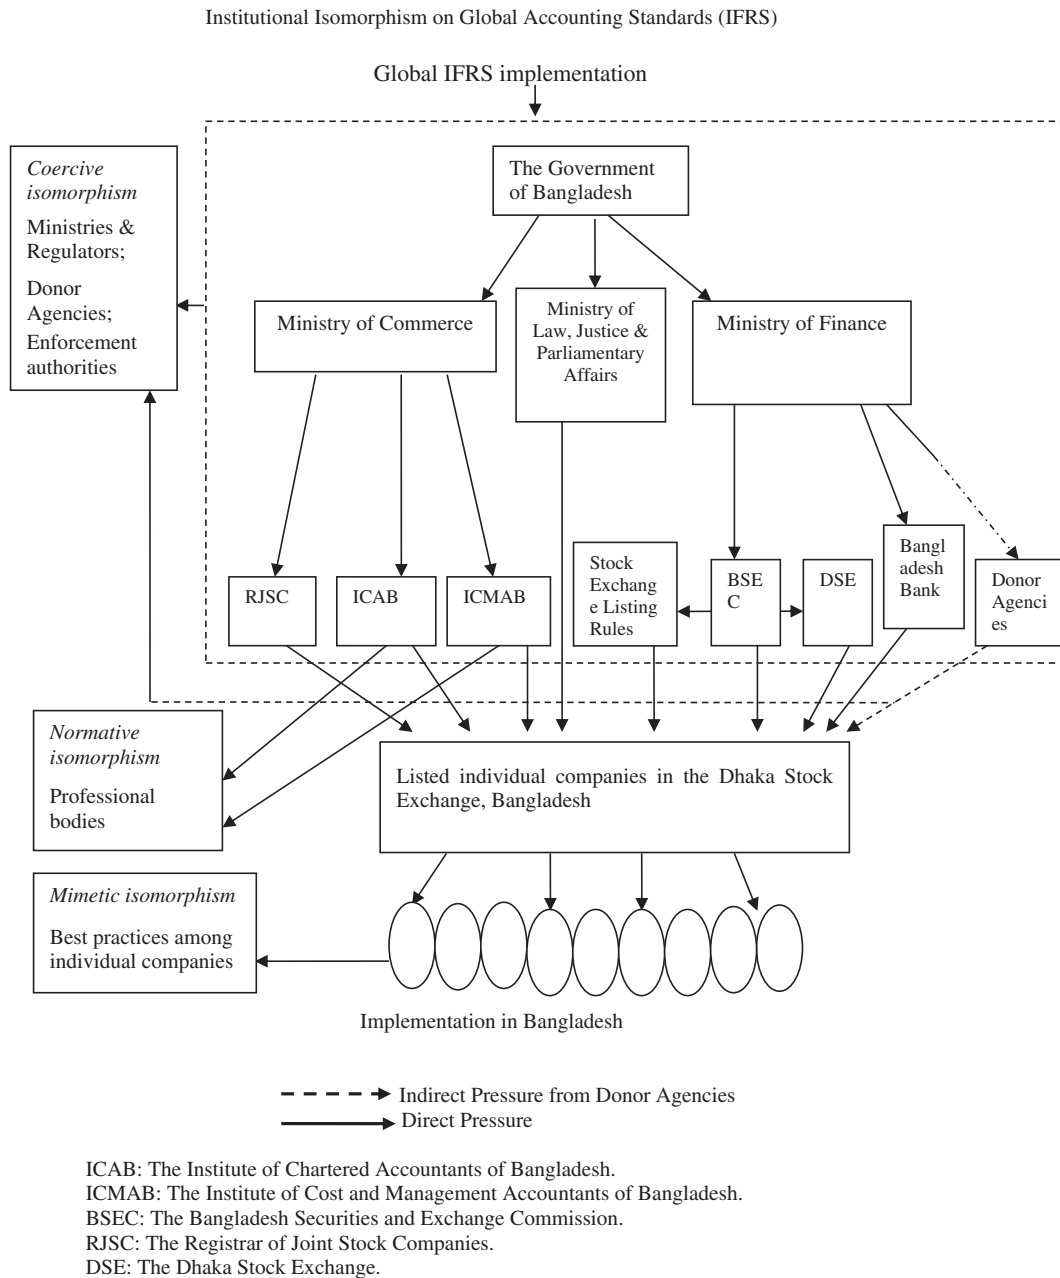 Institutional Isomorphism on Global Accounting Standards (IFRS)
Global IFRS implementation
Coercive
isomorphism
Ministries &
Regulators;
Donor
Agencies;
Enforcement
authorities
The Government
of Bangladesh
Ministry of Commerce
Ministry of
Law, Justice &
Parliamentary
Affairs
Ministry of Finance
RJSC
ICAB
ICMAB
Stock
Exchang
e Listing
Rules
BSE
C
DSE
Bangl
adesh
Bank
Donor
Agenci
es
Normative
isomorphism
Professional
bodies
Listed individual companies in the Dhaka Stock
Exchange, Bangladesh
Mimetic isomorphism
Best practices among
individual companies
Implementation in Bangladesh
Indirect Pressure from Donor Agencies
Direct Pressure
ICAB: The Institute of Chartered Accountants of Bangladesh.
ICMAB: The Institute of Cost and Management Accountants of Bangladesh.
BSEC: The Bangladesh Securities and Exchange Commission.
RJSC: The Registrar of Joint Stock Companies.
DSE: The Dhaka Stock Exchange.